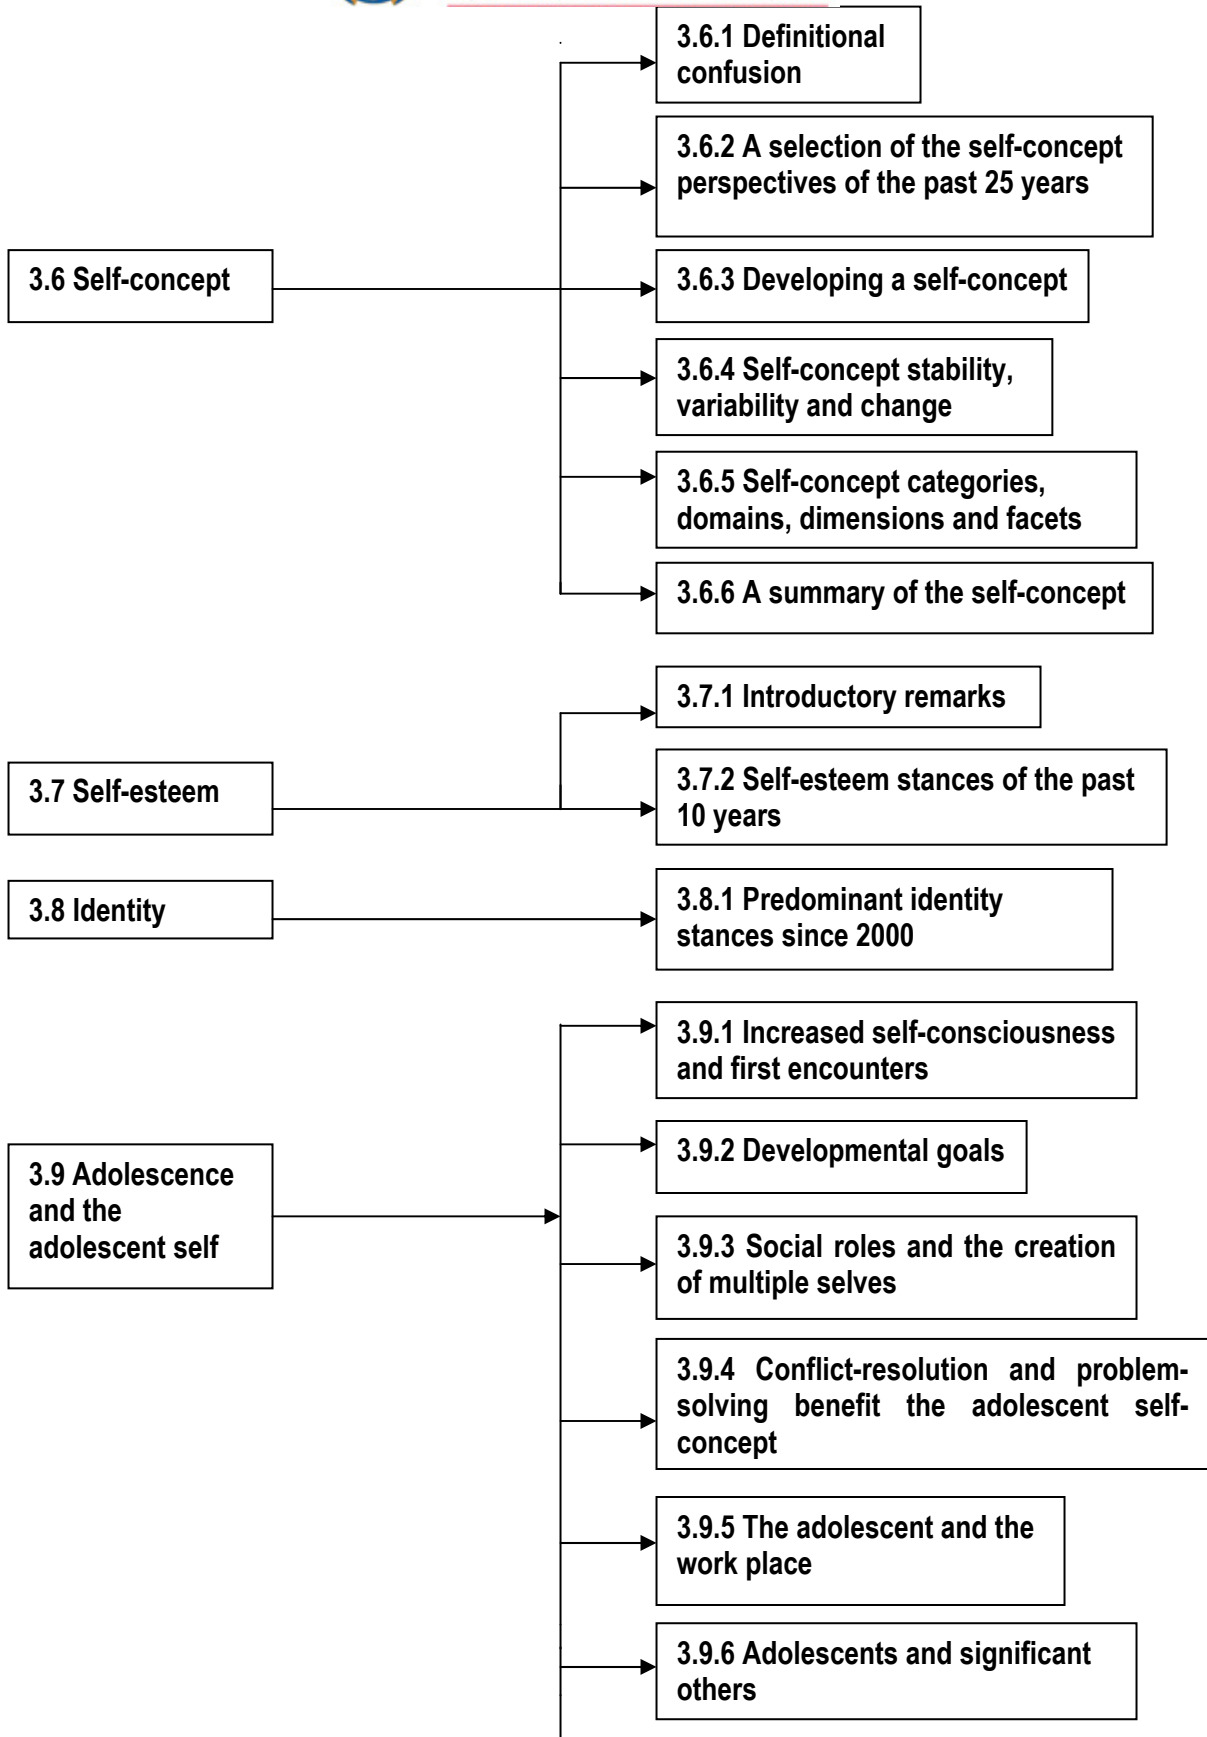 3.6 Self-concept
3.6.1 Definitional
confusion
3.6.2 A selection of the self-concept
perspectives of the past 25 years
3.6.3 Developing a self-concept
3.6.4 Self-concept stability,
variability and change
3.6.5 Self-concept categories,
domains, dimensions and facets
3.6.6 A summary of the self-concept
3.7 Self-esteem
3.7.1 Introductory remarks
3.7.2 Self-esteem stances of the past
10 years
3.8 Identity
3.8.1 Predominant identity
stances since 2000
3.9 Adolescence
and the
adolescent self
3.9.1 Increased self-consciousness
and first encounters
3.9.2 Developmental goals
3.9.3 Social roles and the creation
of multiple selves
3.9.4 Conflict-resolution and problem-
solving benefit the adolescent self-
concept
3.9.5 The adolescent and the
work place
3.9.6 Adolescents and significant
others